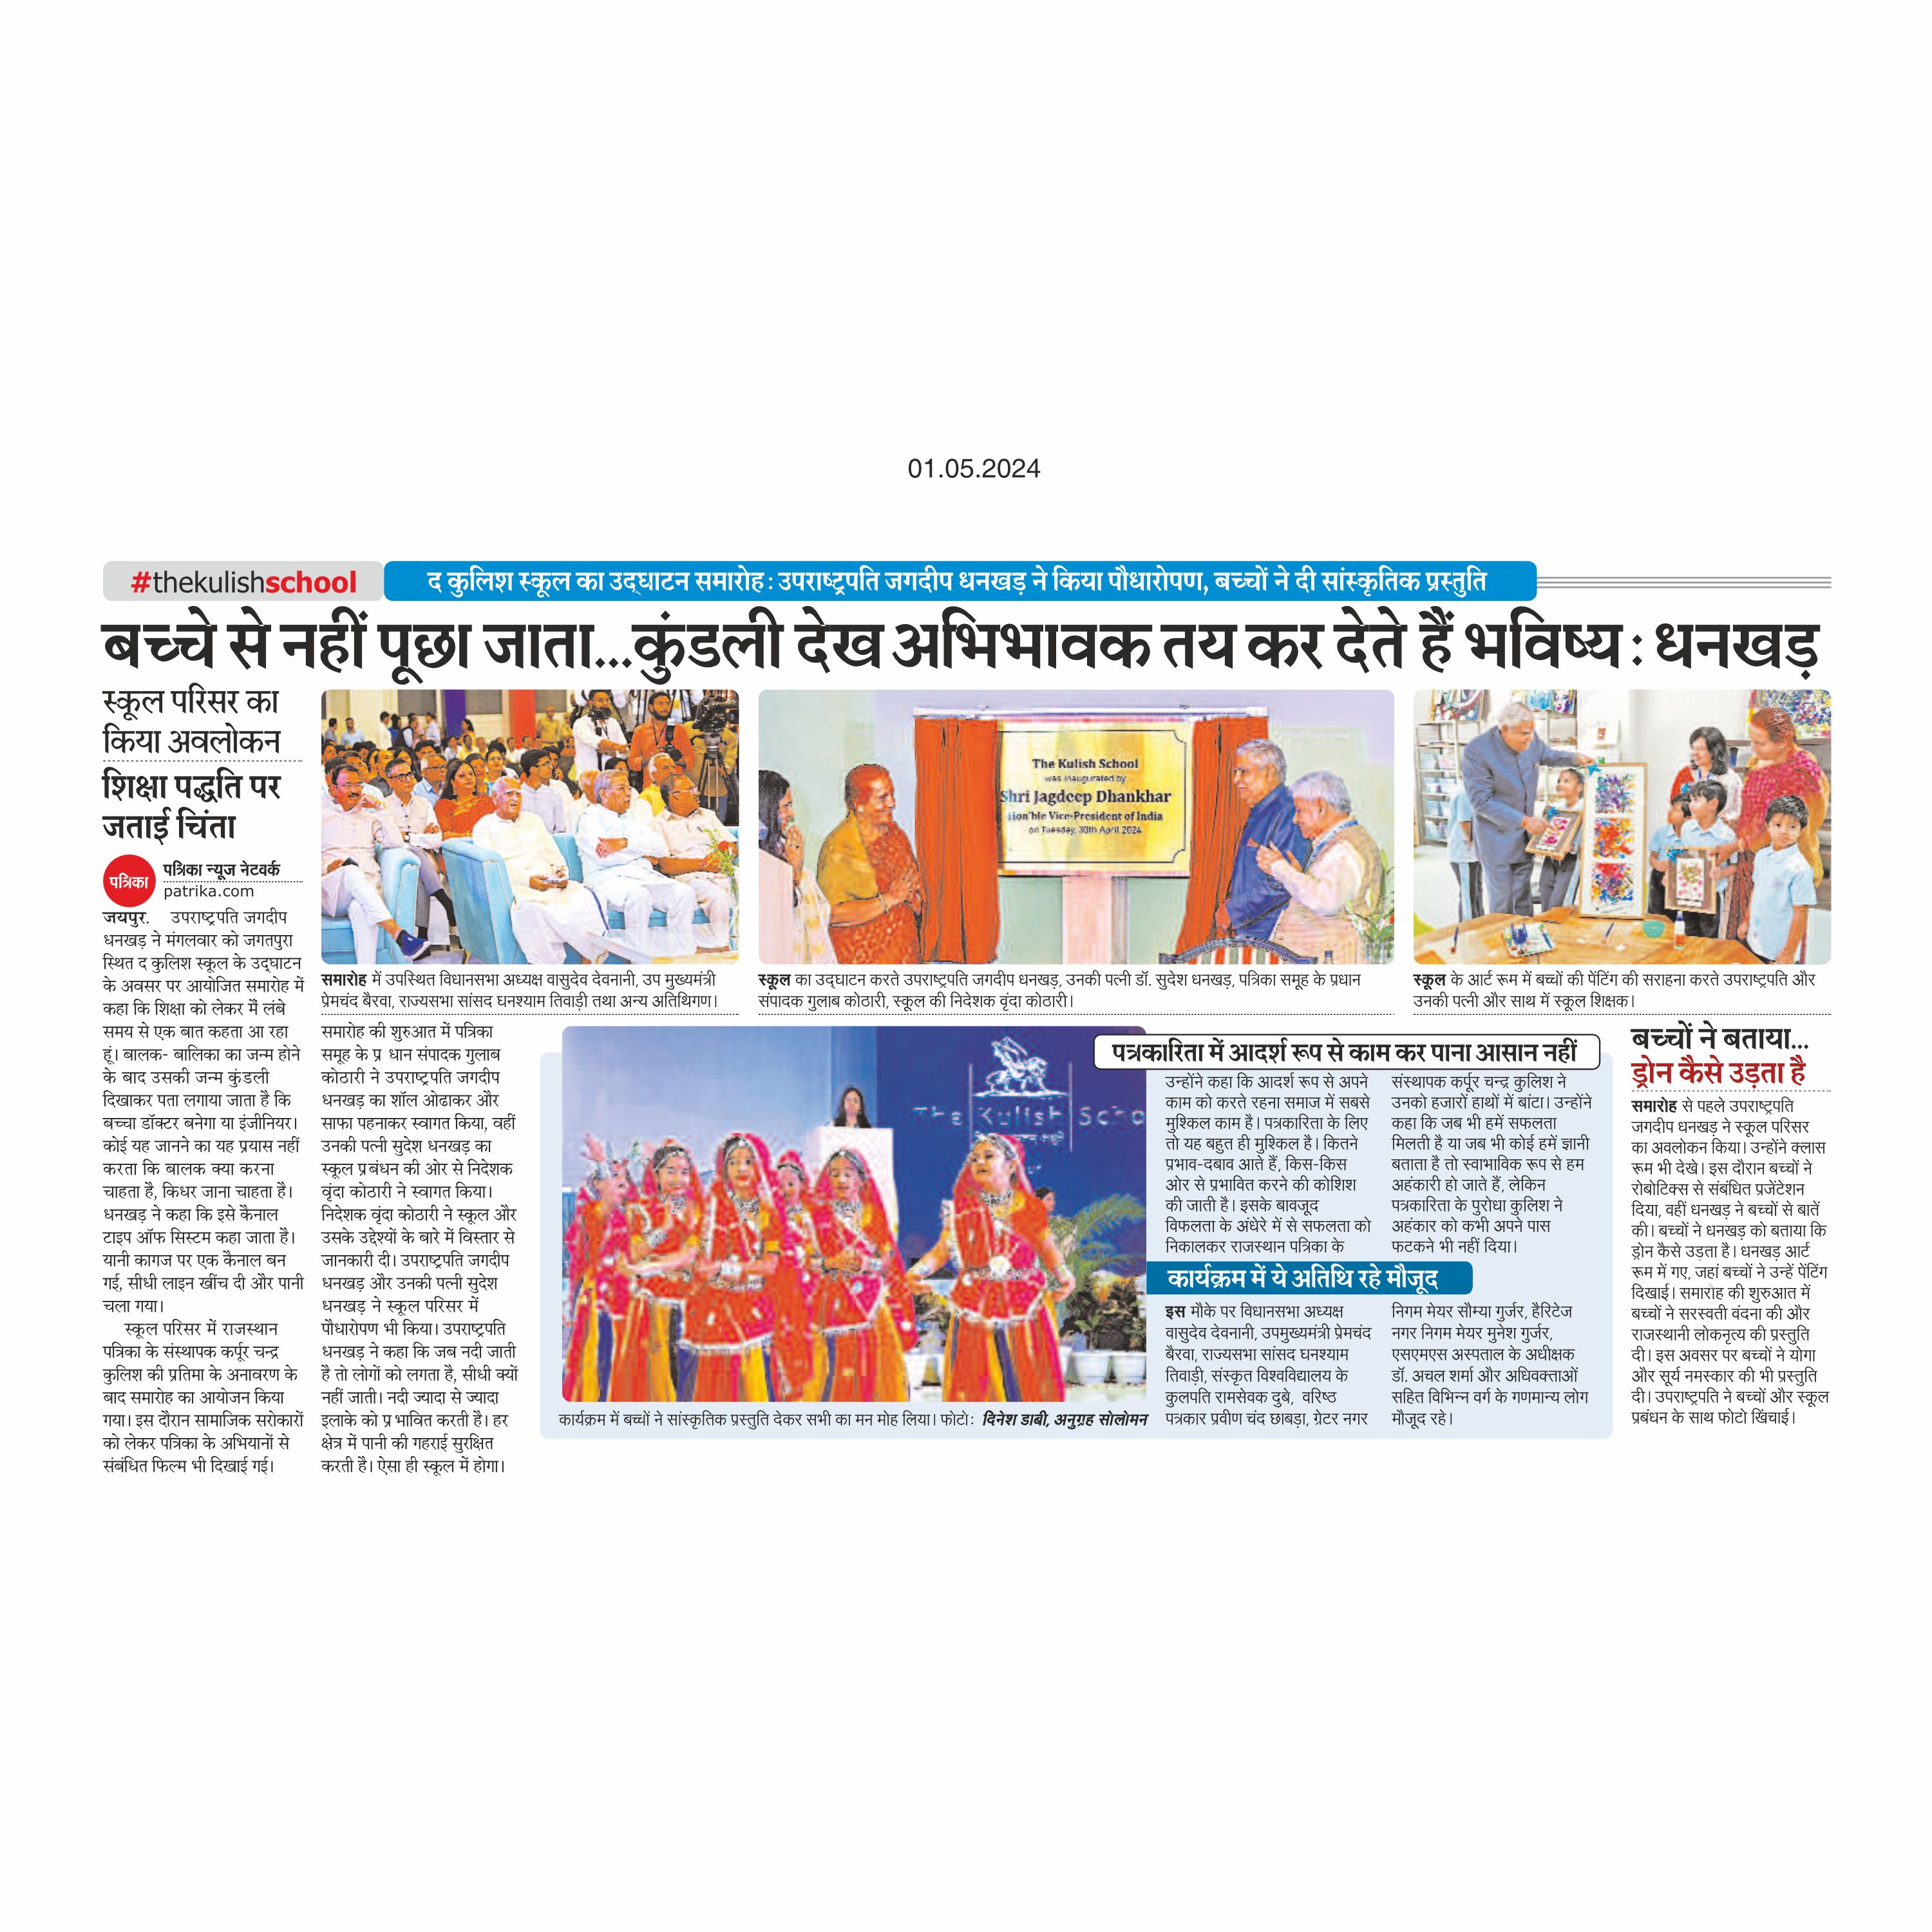 01.05.2024
#thekulishschool
द कुलिश स्कूल का उद्घाटन समारोह : उपराष्ट्रपति जगदीप धनखड़ ने किया पौधारोपण, बच्चों ने दी सांस्कृतिक प्रस्तुति
बच्चे से नहीं पूछा जाता...कुंडली देख अभिभावक तय कर देते हैं भविष्य : धनखड़
स्कूल परिसर का
किया अवलोकन
शिक्षा पद्धति पर
जताई चिंता
पत्रिका
पत्रिका न्यूज नेटवर्क
patrika.com
जयपुर. उपराष्ट्रपति जगदीप
धनखड़ ने मंगलवार को जगतपुरा
स्थित द कुलिश स्कूल के उद्घाटन
के अवसर पर आयोजित समारोह में
कहा कि शिक्षा को लेकर मैं लंबे
समय से एक बात कहता आ रहा
हूं। बालक- बालिका का जन्म होने
के बाद उसकी जन्म कुंडली
दिखाकर पता लगाया जाता है कि
बच्चा डॉक्टर बनेगा या इंजीनियर।
कोई यह जानने का यह प्रयास नहीं
करता कि बालक क्या करना
चाहता है, किधर जाना चाहता है।
धनखड़ ने कहा कि इसे कैनाल
टाइप ऑफ सिस्टम कहा जाता है।
यानी कागज पर एक कैनाल बन
गई, सीधी लाइन खींच दी और पानी
चला गया।
स्कूल परिसर में राजस्थान
पत्रिका के संस्थापक कर्पूर चन्द्र
कुलिश की प्रतिमा के अनावरण के
बाद समारोह का आयोजन किया
गया। इस दौरान सामाजिक सरोकारों
को लेकर पत्रिका के अभियानों से
संबंधित फिल्म भी दिखाई गई।
समारोह में उपस्थित विधानसभा अध्यक्ष वासुदेव देवनानी, उप मुख्यमंत्री
प्रेमचंद बैरवा, राज्यसभा सांसद घनश्याम तिवाड़ी तथा अन्य अतिथिगण।
The Kulish School
was inaugurated by
Shri Jagdeep Dhankhar
Hon'ble Vice-President of India
on Tuesday, 30th April 2024
स्कूल का उद्घाटन करते उपराष्ट्रपति जगदीप धनखड़, उनकी पत्नी डॉ. सुदेश धनखड़, पत्रिका समूह के प्रधान
संपादक गुलाब कोठारी, स्कूल की निदेशक वृंदा कोठारी।
स्कूल के आर्ट रूम में बच्चों की पेंटिंग की सराहना करते उपराष्ट्रपति और
उनकी पत्नी और साथ में स्कूल शिक्षक।
समारोह की शुरुआत में पत्रिका
समूह के प्र धान संपादक गुलाब
कोठारी ने उपराष्ट्रपति जगदीप
धनखड़ का शॉल ओढाकर और
साफा पहनाकर स्वागत किया, वहीं
उनकी पत्नी सुदेश धनखड़ का
स्कूल प्रबंधन की ओर से निदेशक
वृंदा कोठारी ने स्वागत किया।
निदेशक वृंदा कोठारी ने स्कूल और
उसके उद्देश्यों के बारे में विस्तार से
जानकारी दी। उपराष्ट्रपति जगदीप
धनखड़ और उनकी पत्नी सुदेश
धनखड़ ने स्कूल परिसर में
पौधारोपण भी किया। उपराष्ट्रपति
धनखड़ ने कहा कि जब नदी जाती
है तो लोगों को लगता है, सीधी क्यों
नहीं जाती। नदी ज्यादा से ज्यादा
इलाके को प्र भावित करती है। हर
क्षेत्र में पानी की गहराई सुरक्षित
करती है। ऐसा ही स्कूल में होगा।
The Kulish Scho
कार्यक्रम में बच्चों ने सांस्कृतिक प्रस्तुति देकर सभी का मन मोह लिया। फोटो: दिनेश डाबी, अनुग्रह सोलोमन
पत्रकारिता में आदर्श रूप से काम कर पाना आसान नहीं
उन्होंने कहा कि आदर्श रूप से अपने
काम को करते रहना समाज में सबसे
मुश्किल काम है। पत्रकारिता के लिए
तो यह बहुत ही मुश्किल है। कितने
प्रभाव-दबाव आते हैं, किस-किस
ओर से प्रभावित करने की कोशिश
की जाती है। इसके बावजूद
विफलता के अंधेरे में से सफलता को
निकालकर राजस्थान पत्रिका के
संस्थापक कर्पूर चन्द्र कुलिश ने
उनको हजारों हाथों में बांटा। उन्होंने
कहा कि जब भी हमें सफलता
मिलती है या जब भी कोई हमें ज्ञानी
बताता है तो स्वाभाविक रूप से हम
अहंकारी हो जाते हैं, लेकिन
पत्रकारिता के पुरोधा कुलिश ने
अहंकार को कभी अपने पास
फटकने भी नहीं दिया।
कार्यक्रम में ये अतिथि रहे मौजूद
इस मौके पर विधानसभा अध्यक्ष
वासुदेव देवनानी, उपमुख्यमंत्री प्रेमचंद
बैरवा, राज्यसभा सांसद घनश्याम
तिवाड़ी, संस्कृत विश्वविद्यालय के
कुलपति रामसेवक दुबे, वरिष्ठ
पत्रकार प्रवीण चंद छाबड़ा, ग्रेटर नगर
निगम मेयर सौम्या गुर्जर, हैरिटेज
नगर निगम मेयर मुनेश गुर्जर,
एसएमएस अस्पताल के अधीक्षक
डॉ. अचल शर्मा और अधिवक्ताओं
सहित विभिन्न वर्ग के गणमान्य लोग
मौजूद रहे।
बच्चों ने बताया...
ड्रोन कैसे उड़ता है
समारोह से पहले उपराष्ट्रपति
जगदीप धनखड़ ने स्कूल परिसर
का अवलोकन किया। उन्होंने क्लास
रूम भी देखे। इस दौरान बच्चों ने
रोबोटिक्स से संबंधित प्रजेंटेशन
दिया, वहीं धनखड़ ने बच्चों से बातें
की। बच्चों ने धनखड़ को बताया कि
ड्रोन कैसे उड़ता है। धनखड़ आर्ट
रूम में गए, जहां बच्चों ने उन्हें पेंटिंग
दिखाई। समारोह की शुरुआत में
बच्चों ने सरस्वती वंदना की और
राजस्थानी लोकनृत्य की प्रस्तुति
दी। इस अवसर पर बच्चों ने योगा
और सूर्य नमस्कार की भी प्रस्तुति
दी। उपराष्ट्रपति ने बच्चों और स्कूल
प्रबंधन के साथ फोटो खिंचाई।